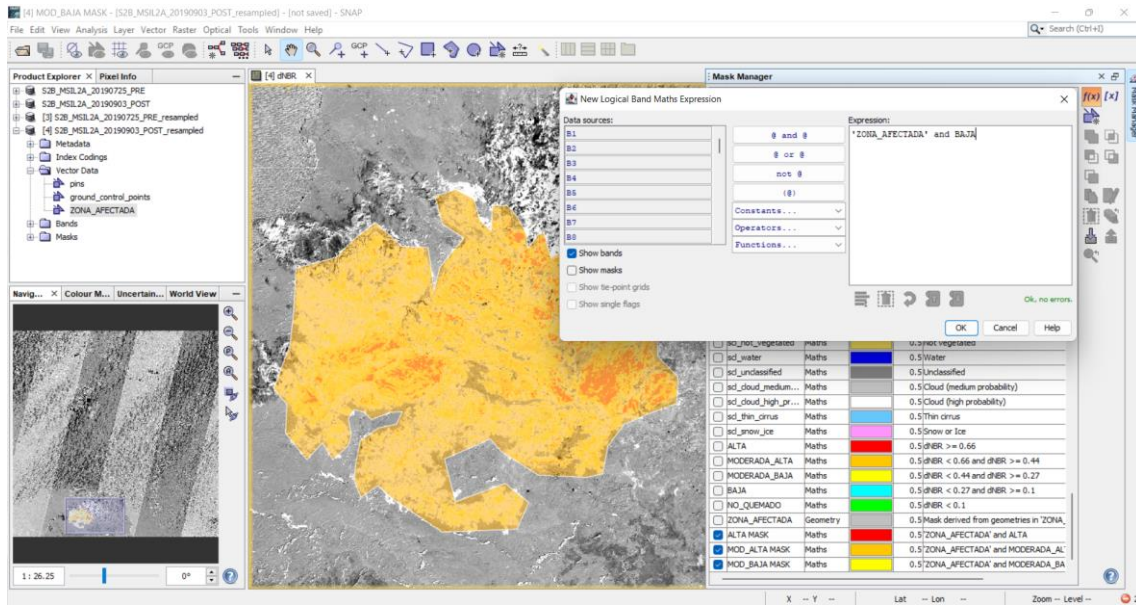 [4] MOD_BAJA MASK - [S2B_MSIL2A_20190903_POST_resampled] - [not saved] - SNAP
File Edit View Analysis Layer Vector Raster Optical Tools Window Help
Search (Ctrl+I)
GCP
GCP
Product Explorer Pixel Info
S2B_MSIL2A_20190725_PRE
S2B_MSIL2A_20190903_POST
[3] S2B_MSIL2A_20190725_PRE_resampled
[4] S2B_MSIL2A_20190903_POST_resampled
Metadata
Index Codings
Vector Data
pins
ground_control_points
ZONA_AFECTADA
Bands
Masks
Navig... Colour M... Uncertain... World View
1 : 26.25 0°
[4] dNBR
Mask Manager
f(x) [x]
Mask Manager
New Logical Band Maths Expression
Data sources:
B1
B2
B3
B4
B5
B6
B7
B8
Show bands
Show masks
Show tie-point grids
Show single flags
@ and @
@ or @
not @
(@)
Constants...
Operators...
Functions...
Expression:
'ZONA_AFECTADA' and BAJA
Ok, no errors.
OK Cancel Help
scl_not_vegetated Maths 0.5 Not vegetated
scl_water Maths 0.5 Water
scl_unclassified Maths 0.5 Unclassified
scl_cloud_medium... Maths 0.5 Cloud (medium probability)
scl_cloud_high_pr... Maths 0.5 Cloud (high probability)
scl_thin_cirrus Maths 0.5 Thin cirrus
scl_snow_ice Maths 0.5 Snow or Ice
ALTA Maths 0.5 dNBR >= 0.66
MODERADA_ALTA Maths 0.5 dNBR < 0.66 and dNBR >= 0.44
MODERADA_BAJA Maths 0.5 dNBR < 0.44 and dNBR >= 0.27
BAJA Maths 0.5 dNBR < 0.27 and dNBR >= 0.1
NO_QUEMADO Maths 0.5 dNBR < 0.1
ZONA_AFECTADA Geometry 0.5 Mask derived from geometries in 'ZONA_
ALTA MASK Maths 0.5 'ZONA_AFECTADA' and ALTA
MOD_ALTA MASK Maths 0.5 'ZONA_AFECTADA' and MODERADA_AL
MOD_BAJA MASK Maths 0.5 'ZONA_AFECTADA' and MODERADA_BA
X -- Y -- Lat -- Lon -- Zoom -- Level --